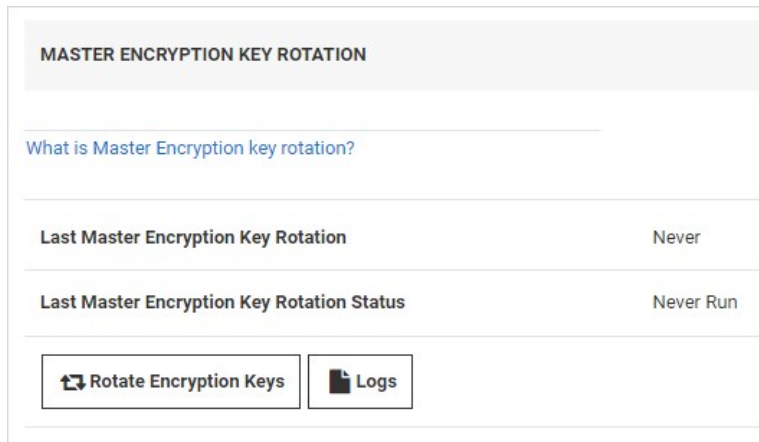 MASTER ENCRYPTION KEY ROTATION
What is Master Encryption key rotation?
Last Master Encryption Key Rotation Never
Last Master Encryption Key Rotation Status Never Run
Rotate Encryption Keys Logs